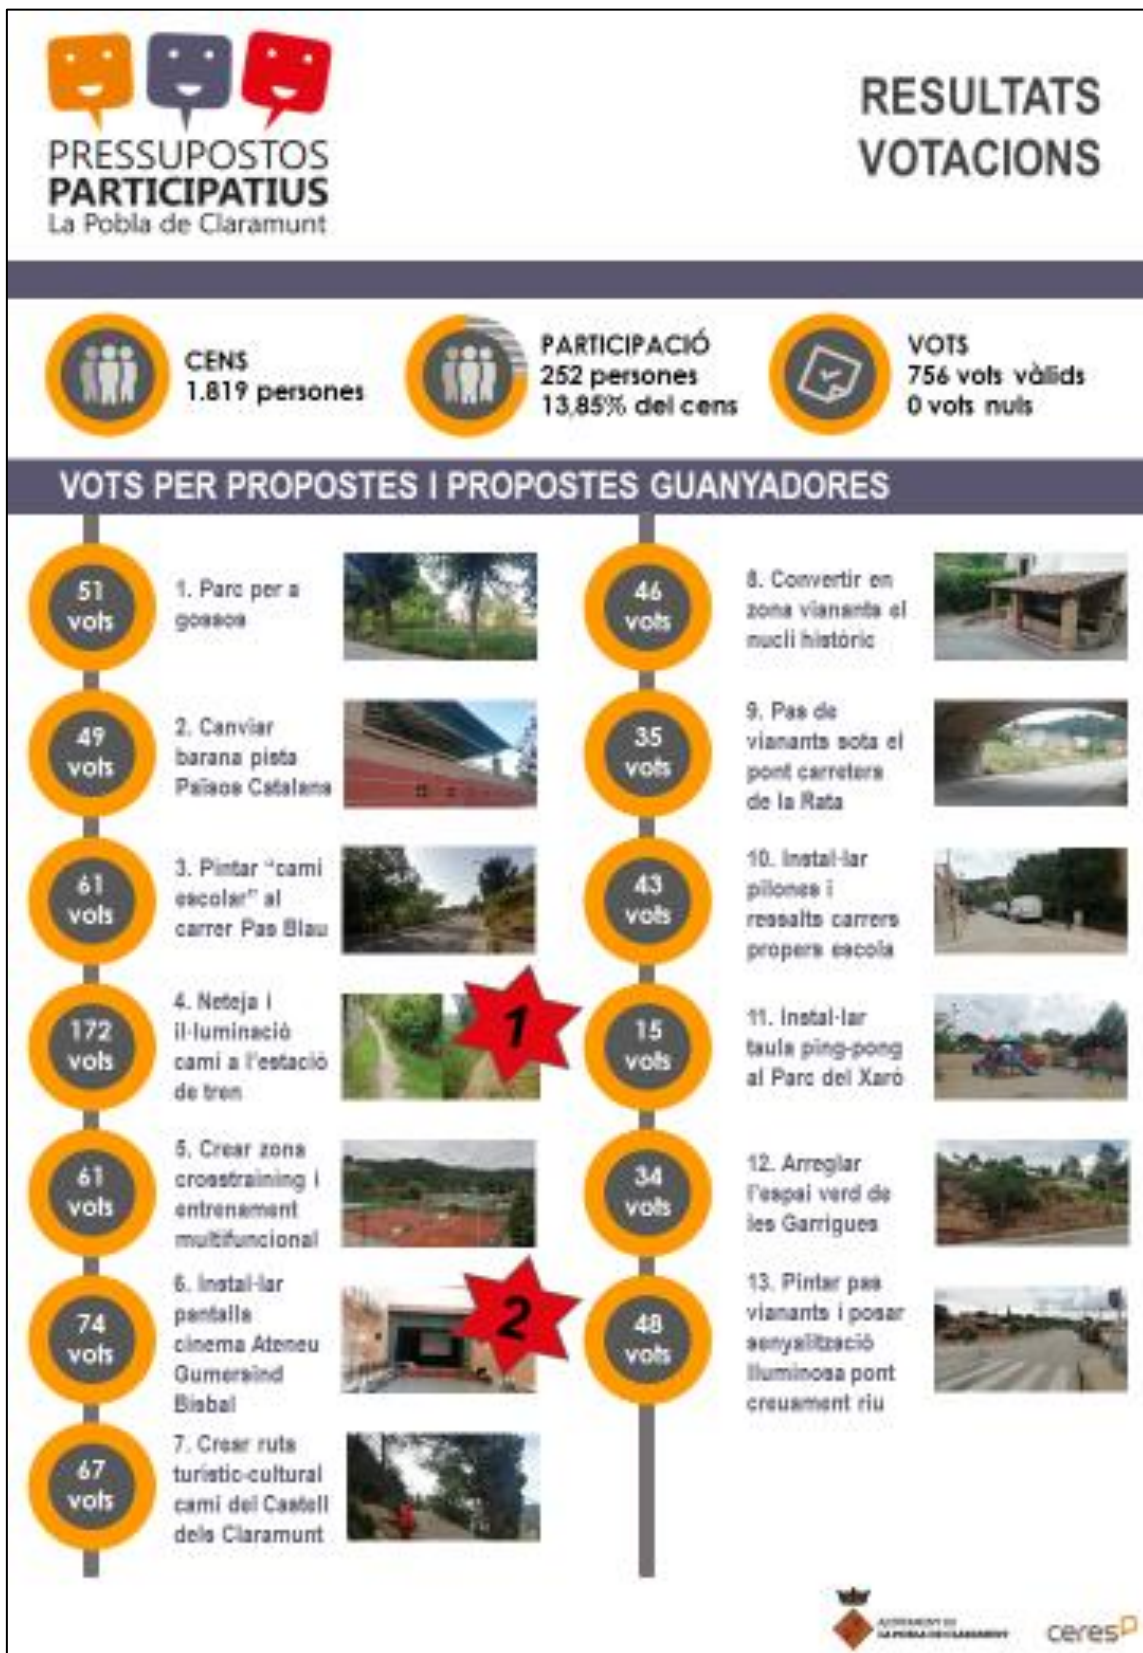 PRESSUPOSTOS
PARTICIPATIUS
La Pobla de Claramunt
RESULTATS
VOTACIONS
CENS
1.819 persones
PARTICIPACIÓ
252 persones
13,85% del cens
VOTS
756 vots vàlids
0 vots nuls
VOTS PER PROPOSTES I PROPOSTES GUANYADORES
51
vots
1. Parc per a
gossos
49
vots
2. Canviar
barana pista
Països Catalans
61
vots
3. Pintar “camí
escolar” al
carrer Pas Blau
172
vots
4. Neteja i
il·luminació
camí a l’estació
de tren
1
61
vots
5. Crear zona
crosstraining i
entrenament
multifuncional
74
vots
6. Instal·lar
pantalla
cinema Ateneu
Gumersind
Bisbal
2
67
vots
7. Crear ruta
turístic-cultural
camí del Castell
dels Claramunt
46
vots
8. Convertir en
zona vianants el
nucli històric
35
vots
9. Pas de
vianants sota el
pont carretera
de la Rata
43
vots
10. Instal·lar
pilones i
ressalts carrers
propers escola
15
vots
11. Instal·lar
taula ping-pong
al Parc del Xaró
34
vots
12. Arreglar
l’espai verd de
les Garrigues
48
vots
13. Pintar pas
vianants i posar
senyalització
lluminosa pont
creuament riu
AJUNTAMENT DE
LA POBLA DE CLARAMUNT
ceres